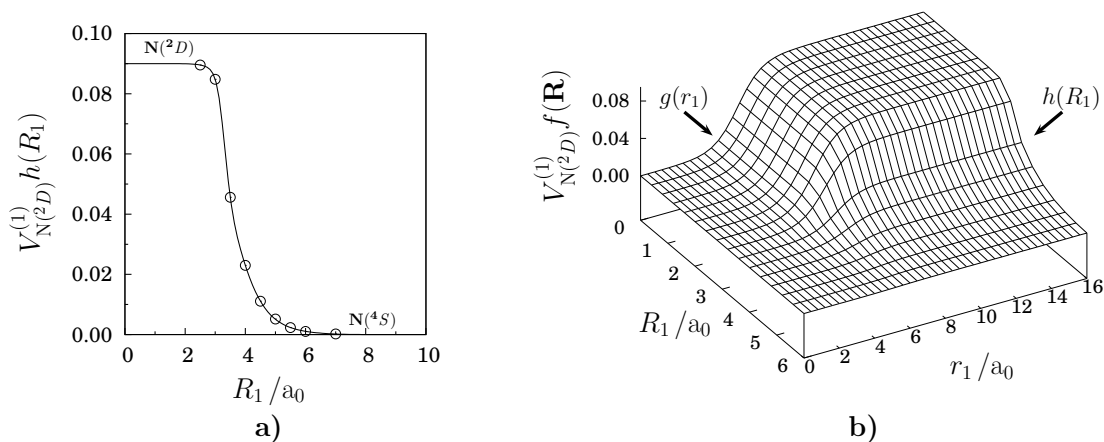 0.10
0.08
0.06
0.04
0.02
0.00
0 2 4 6 8 10
N(²D)
N(⁴S)
V_{N(²D)}^{(1)} h(R₁)
R₁/a₀
a)
V_{N(²D)}^{(1)} f(R)
0.08
0.04
0.00
g(r₁)
h(R₁)
0 1 2 3 4 5 6
R₁/a₀
0 2 4 6 8 10 12 14 16
r₁/a₀
b)